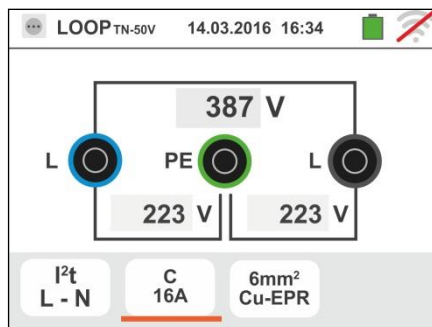 LOOP TN-50V 14.03.2016 16:34
387 V
L PE L
223 V 223 V
I²t C 6mm²
L - N 16A Cu-EPR